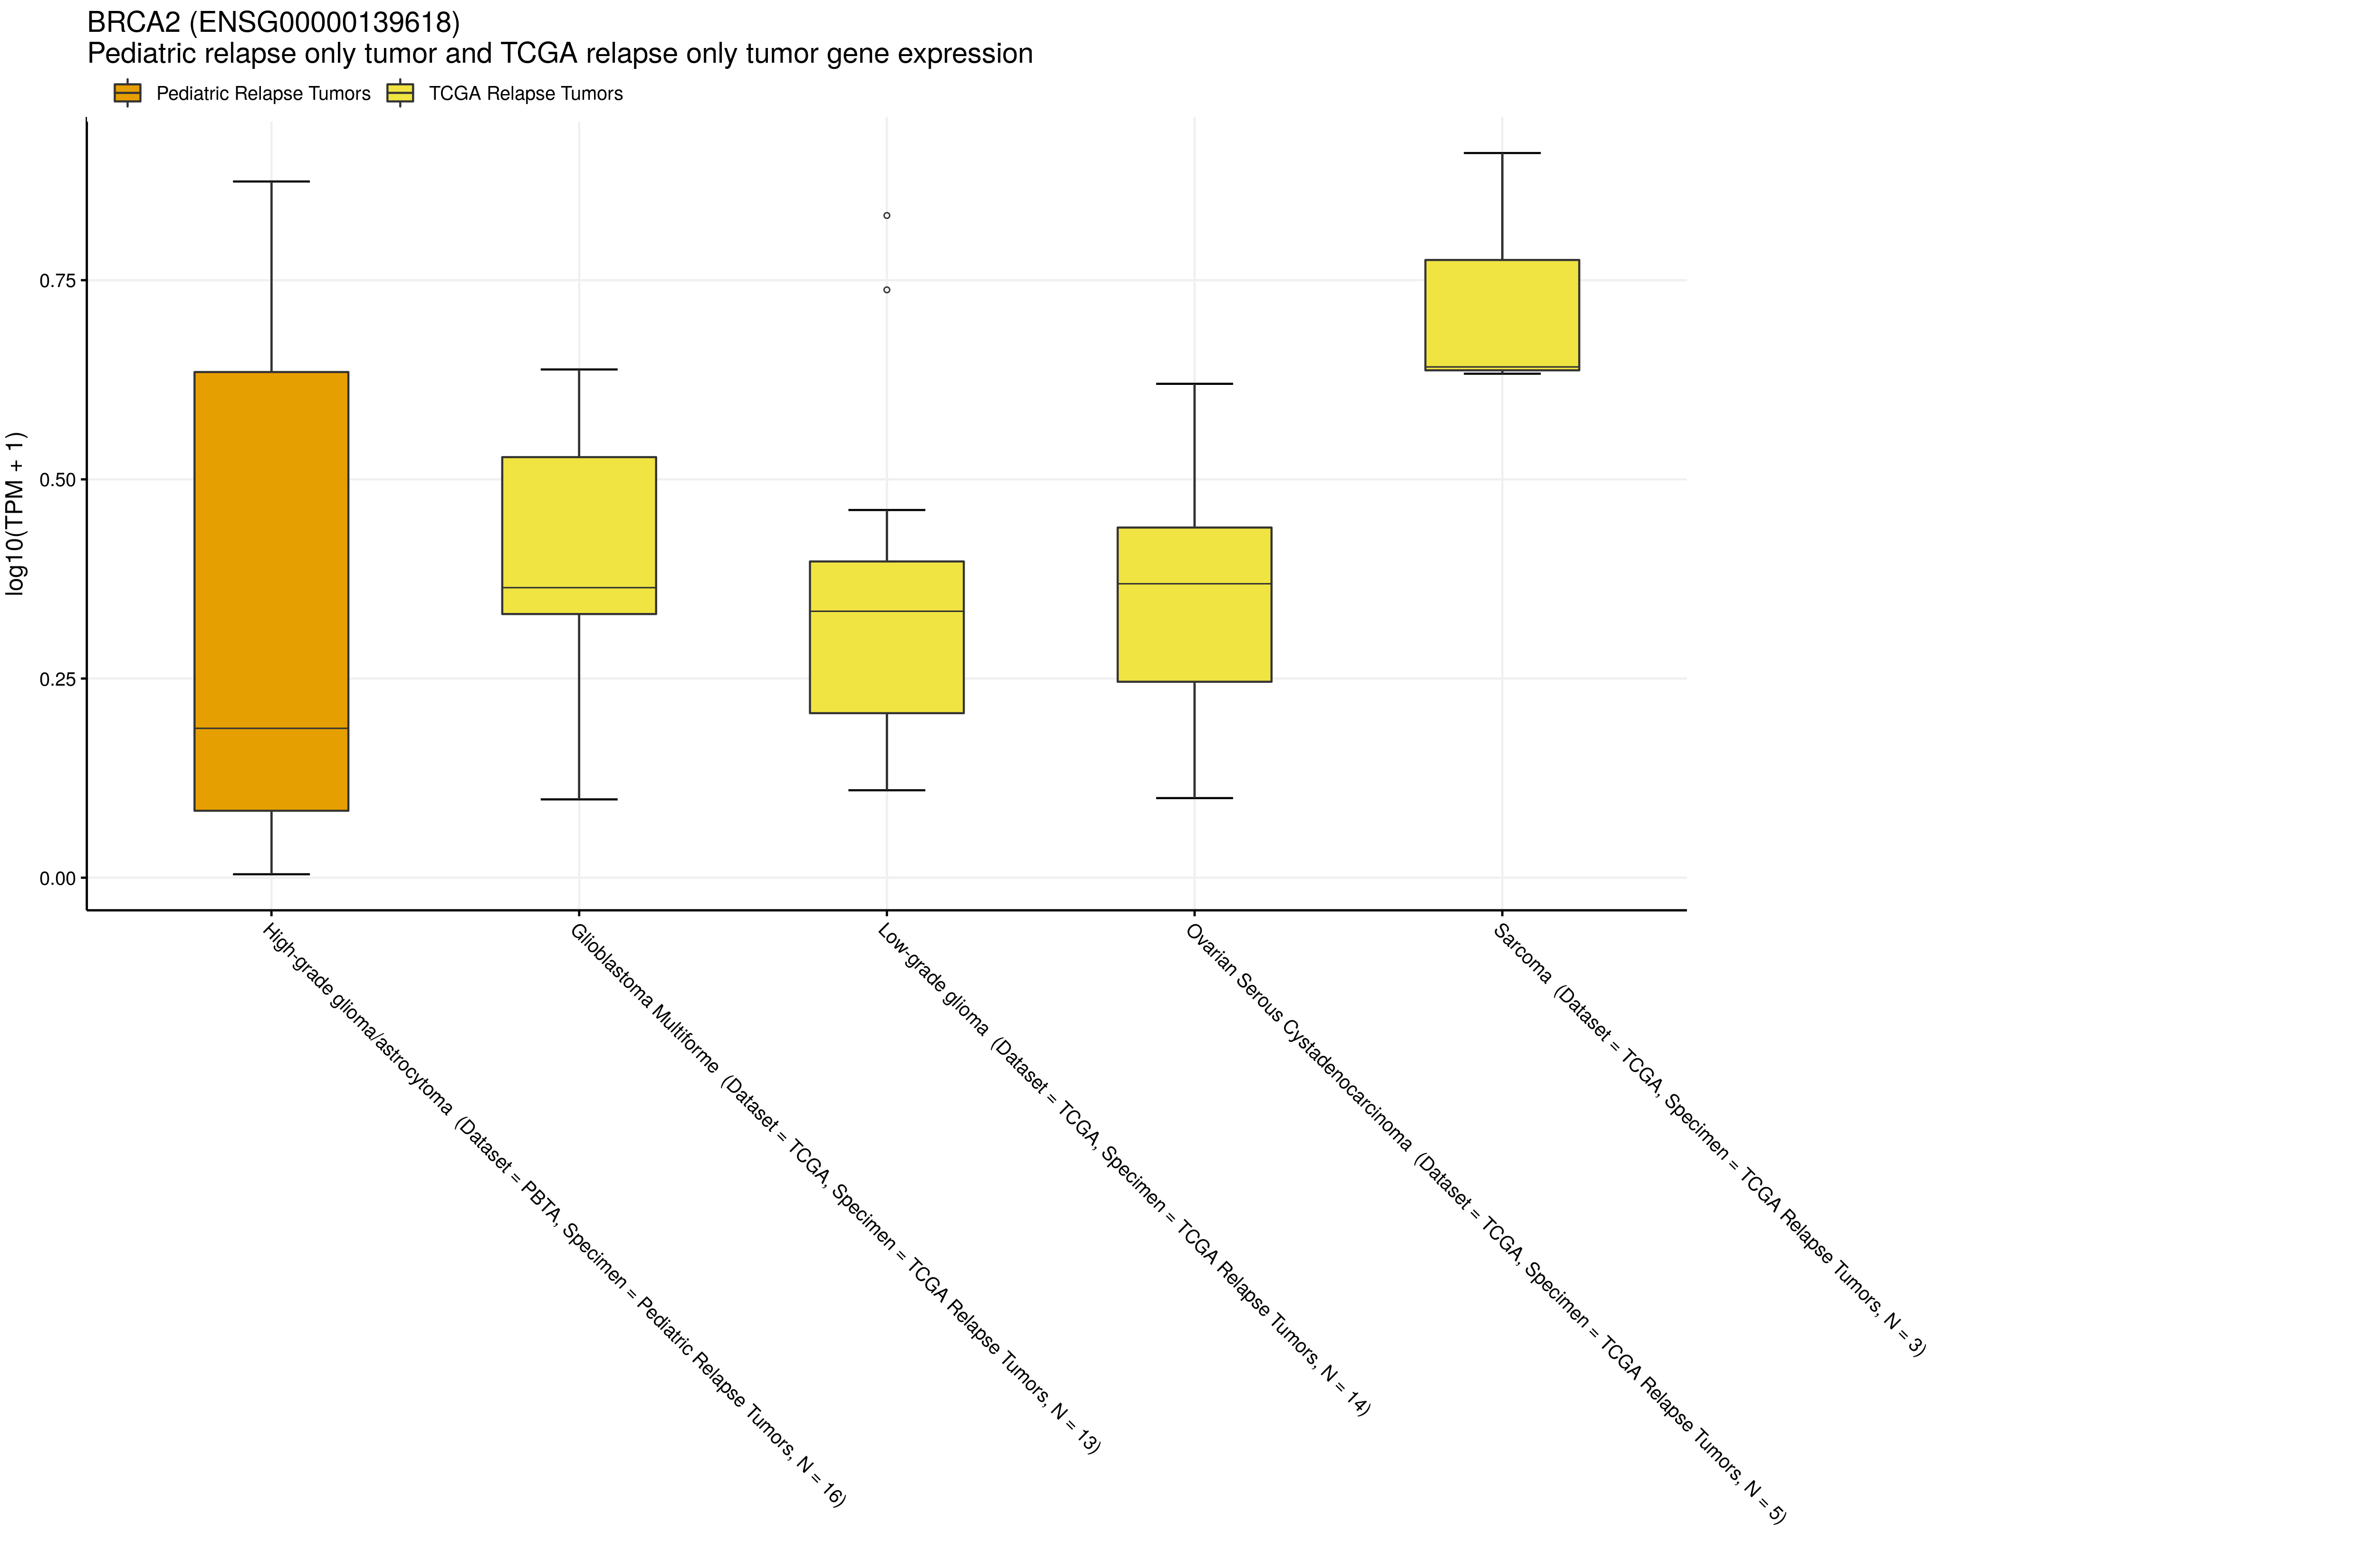 BRCA2 (ENSG00000139618)
Pediatric relapse only tumor and TCGA relapse only tumor gene expression
Pediatric Relapse Tumors
TCGA Relapse Tumors
log10(TPM + 1)
0.75
0.50
0.25
0.00
High-grade glioma/astrocytoma  (Dataset = PBTA, Specimen = Pediatric Relapse Tumors, N = 16)
Glioblastoma Multiforme  (Dataset = TCGA, Specimen = TCGA Relapse Tumors, N = 13)
Low-grade glioma  (Dataset = TCGA, Specimen = TCGA Relapse Tumors, N = 14)
Ovarian Serous Cystadenocarcinoma  (Dataset = TCGA, Specimen = TCGA Relapse Tumors, N = 5)
Sarcoma  (Dataset = TCGA, Specimen = TCGA Relapse Tumors, N = 3)